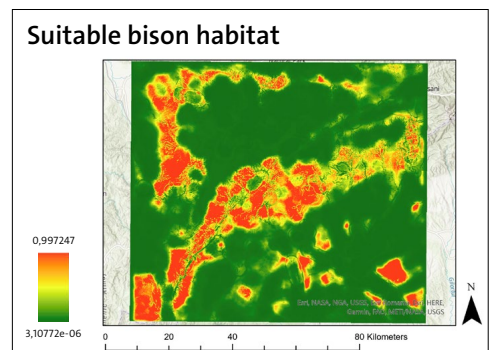 Suitable bison habitat
0,997247
3,10772e-06
sani
N
Esri, NASA, NGA, USGS, HERE,
Garmin, USGS
0 20 40 80 Kilometers